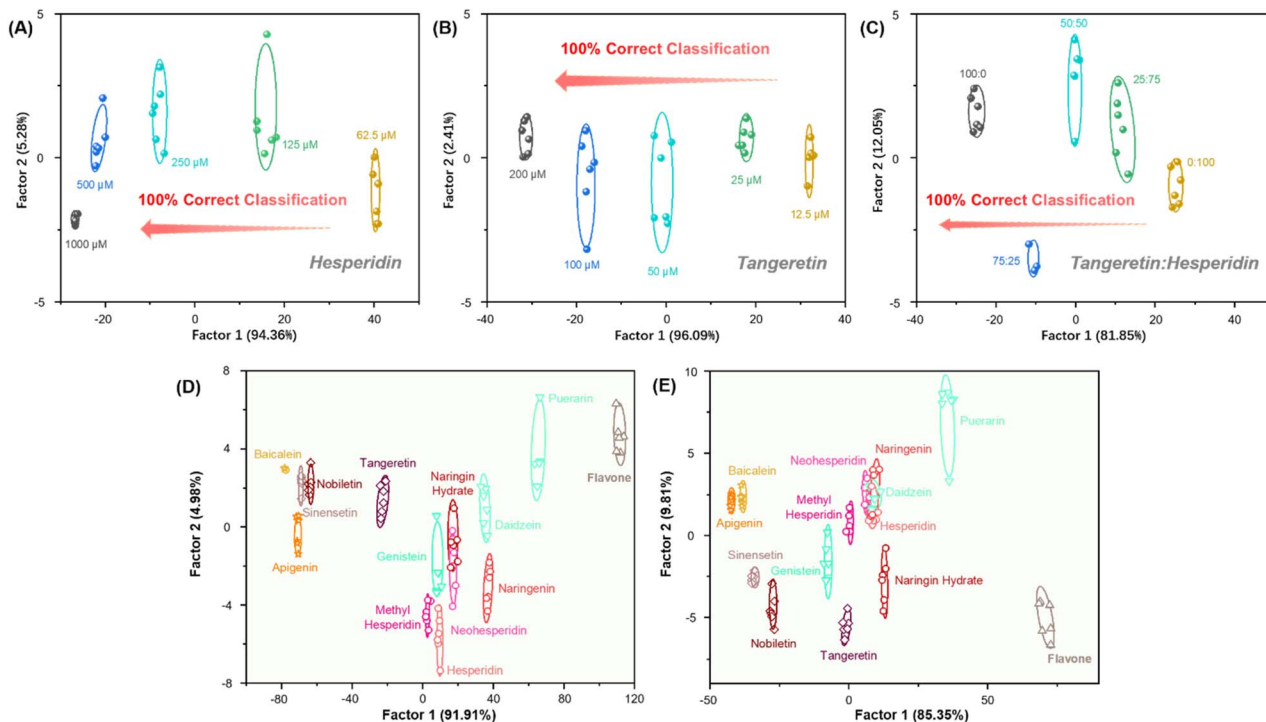 (A)
5
0
-5
Factor 2 (5.28%)
-20
0
20
40
Factor 1 (94.36%)
62.5 μM
125 μM
250 μM
500 μM
100% Correct Classification
1000 μM
Hesperidin
(B)
5
0
-5
Factor 2 (2.41%)
-40
-20
0
20
40
Factor 1 (96.09%)
100% Correct Classification
200 μM
25 μM
12.5 μM
100 μM
50 μM
Tangeretin
(C)
5
0
-5
Factor 2 (12.05%)
-20
0
20
40
Factor 1 (81.85%)
50:50
100:0
25:75
0:100
100% Correct Classification
75:25
Tangeretin:Hesperidin
(D)
8
4
0
-4
-8
Factor 2 (4.98%)
-80
-40
0
40
80
120
Factor 1 (91.91%)
Puerarin
Baicalein
Tangeretin
Flavone
Nobiletin
Naringin
Hydrate
Sinensetin
Daidzein
Genistein
Apigenin
Naringenin
Methyl
Hesperidin
Neohesperidin
Hesperidin
(E)
10
5
0
-5
Factor 2 (9.81%)
-50
0
50
Factor 1 (85.35%)
Puerarin
Naringenin
Neohesperidin
Baicalein
Daidzein
Methyl
Hesperidin
Apigenin
Hesperidin
Sinensetin
Genistein
Naringin Hydrate
Nobiletin
Tangeretin
Flavone